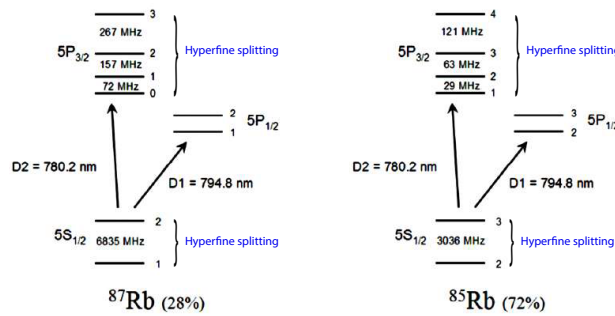 3
267 MHz
5P3/2
2
157 MHz
1
72 MHz
0
Hyperfine splitting
2
1
5P1/2
D2 = 780.2 nm
D1 = 794.8 nm
2
5S1/2
6835 MHz
1
Hyperfine splitting
87Rb (28%)
4
121 MHz
5P3/2
3
63 MHz
2
29 MHz
1
Hyperfine splitting
3
2
5P1/2
D2 = 780.2 nm
D1 = 794.8 nm
3
5S1/2
3036 MHz
2
Hyperfine splitting
85Rb (72%)